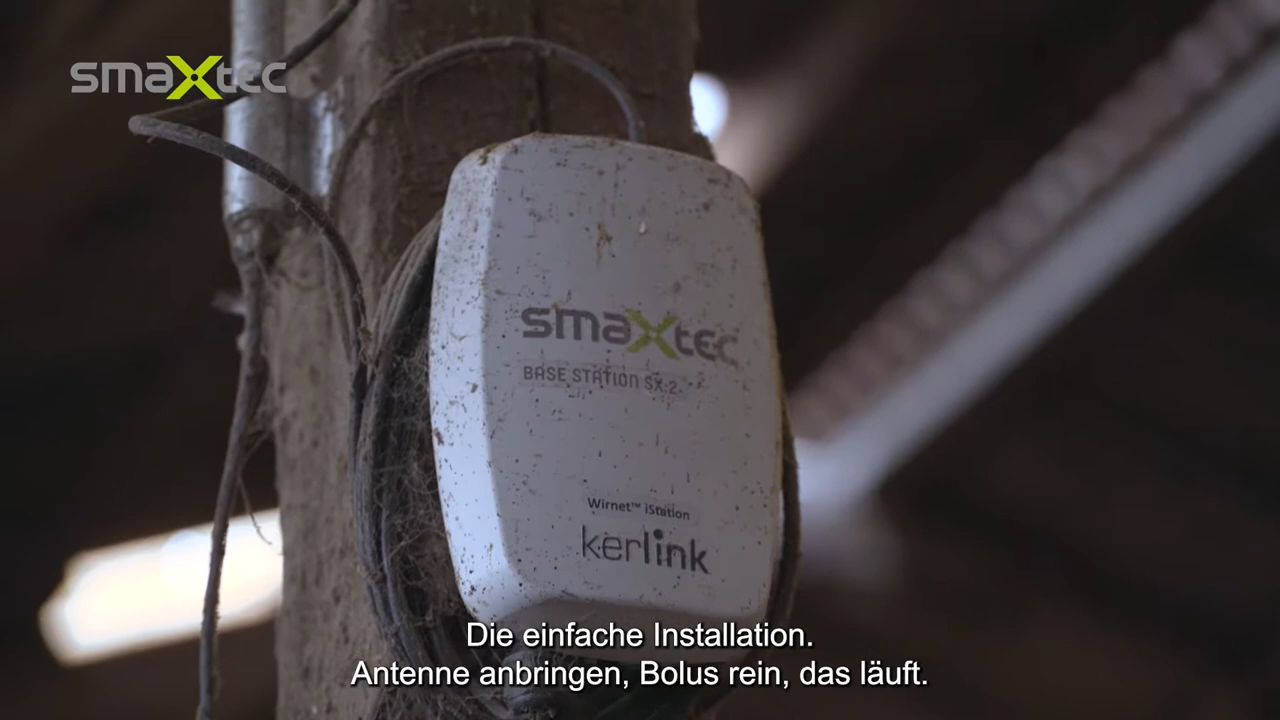 smaXtec
smaXtec
BASE STATION SX.2
Wirnet™ iStation
kerlink
Die einfache Installation.
Antenne anbringen, Bolus rein, das läuft.